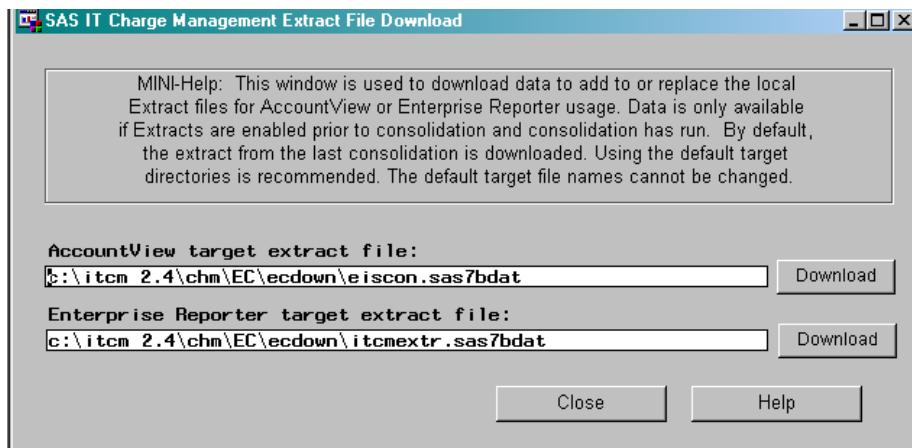 SAS IT Charge Management Extract File Download
MINI-Help: This window is used to download data to add to or replace the local
Extract files for AccountView or Enterprise Reporter usage. Data is only available
if Extracts are enabled prior to consolidation and consolidation has run. By default,
the extract from the last consolidation is downloaded. Using the default target
directories is recommended. The default target file names cannot be changed.
AccountView target extract file:
c:\itcm 2.4\chm\EC\ecdown\eiscon.sas7bdat
Download
Enterprise Reporter target extract file:
c:\itcm 2.4\chm\EC\ecdown\itcmextr.sas7bdat
Download
Close
Help